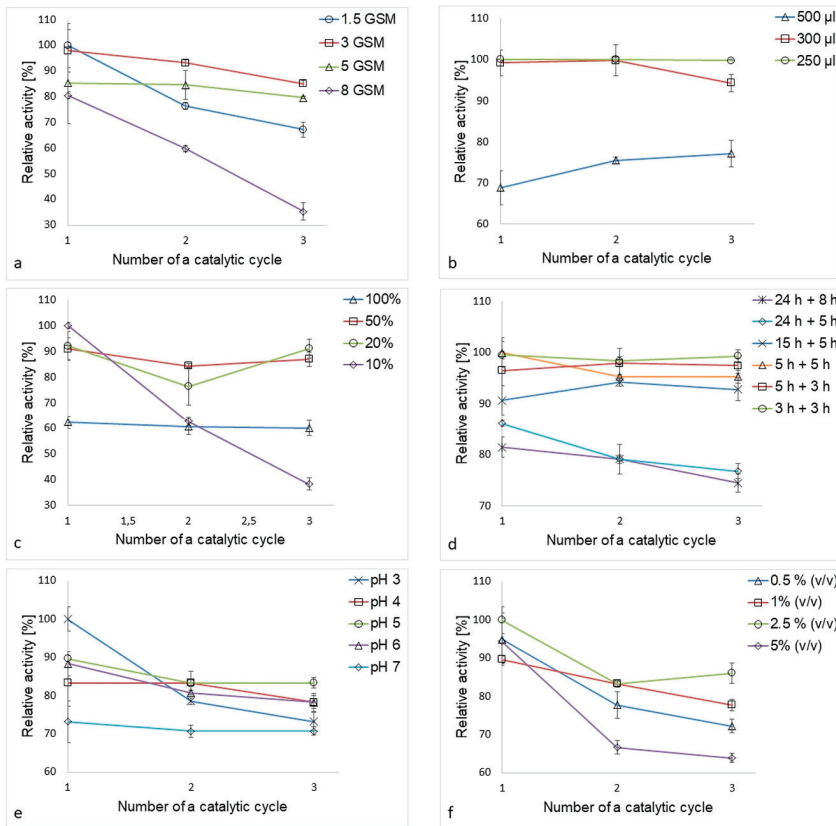 110
100
90
80
70
60
50
40
30
Relative activity [%]
1
2
3
Number of a catalytic cycle
1.5 GSM
3 GSM
5 GSM
8 GSM
a
110
100
90
80
70
60
Relative activity [%]
1
2
3
Number of a catalytic cycle
500 µl
300 µl
250 µl
b
110
100
90
80
70
60
50
40
30
Relative activity [%]
1
1,5
2
2,5
3
Number of a catalytic cycle
100%
50%
20%
10%
c
110
100
90
80
70
Relative activity [%]
1
2
3
Number of a catalytic cycle
24 h + 8 h
24 h + 5 h
15 h + 5 h
5 h + 5 h
5 h + 3 h
3 h + 3 h
d
110
100
90
80
70
60
Relative activity [%]
1
2
3
Number of a catalytic cycle
pH 3
pH 4
pH 5
pH 6
pH 7
e
110
100
90
80
70
60
Relative activity [%]
1
2
3
Number of a catalytic cycle
0.5 % (v/v)
1% (v/v)
2.5 % (v/v)
5% (v/v)
f